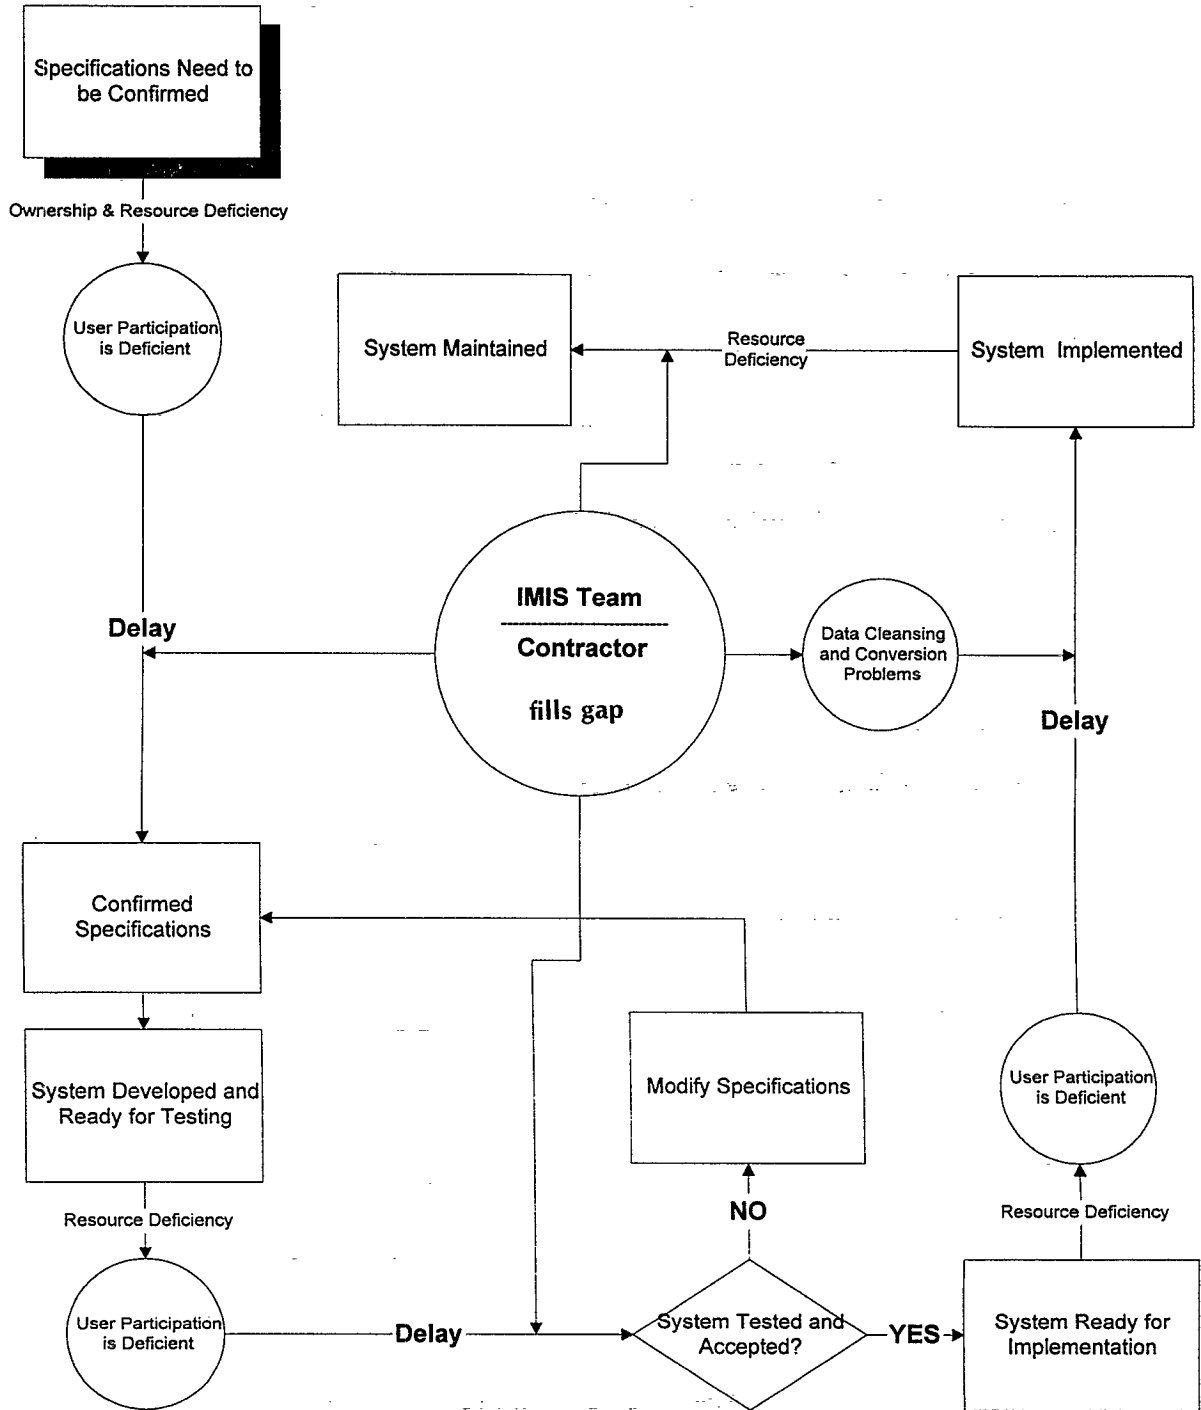 Specifications Need to
be Confirmed
Ownership & Resource Deficiency
User Participation
is Deficient
System Maintained
Resource
Deficiency
System Implemented
IMIS Team
Contractor
fills gap
Delay
Data Cleansing
and Conversion
Problems
Delay
Confirmed
Specifications
System Developed and
Ready for Testing
Modify Specifications
User Participation
is Deficient
Resource Deficiency
NO
Resource Deficiency
User Participation
is Deficient
Delay
System Tested and
Accepted?
YES
System Ready for
Implementation